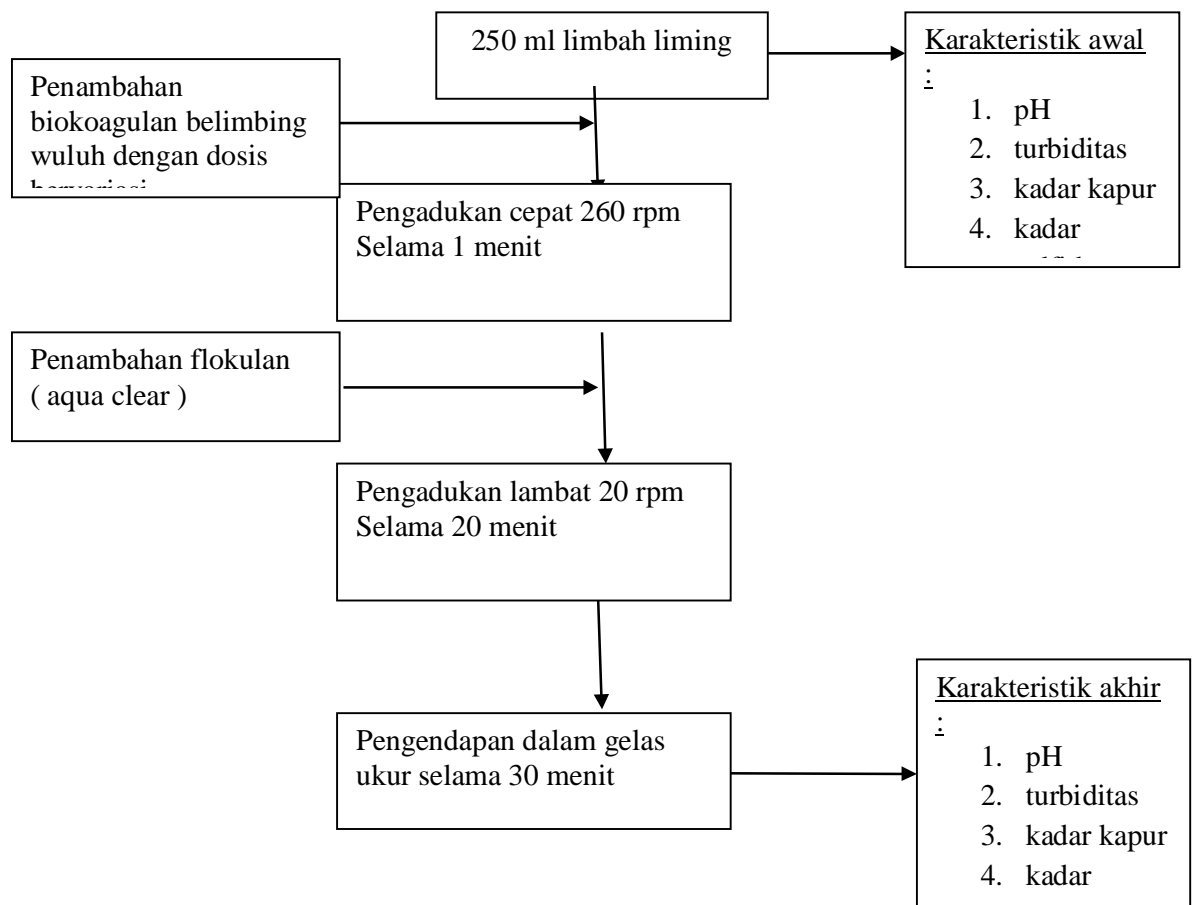 250 ml limbah liming
Karakteristik awal
:
1. pH
2. turbiditas
3. kadar kapur
4. kadar
Penambahan
biokoagulan belimbing
wuluh dengan dosis
Pengadukan cepat 260 rpm
Selama 1 menit
Penambahan flokulan
( aqua clear )
Pengadukan lambat 20 rpm
Selama 20 menit
Pengendapan dalam gelas
ukur selama 30 menit
Karakteristik akhir
:
1. pH
2. turbiditas
3. kadar kapur
4. kadar